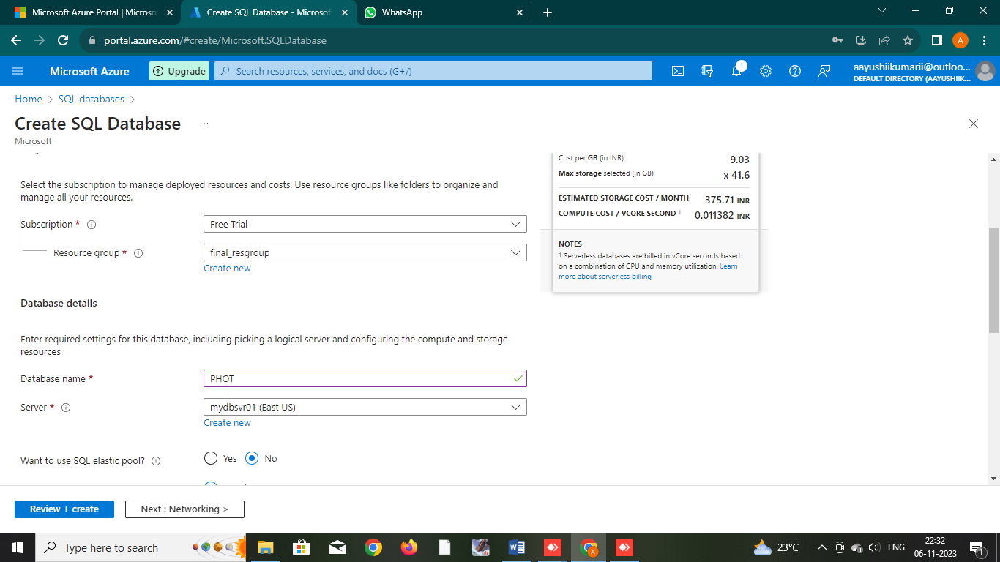 Microsoft Azure Portal | Microso
Create SQL Database - Microsoft
WhatsApp
portal.azure.com/#create/Microsoft.SQLDatabase
A
Microsoft Azure
Upgrade
Search resources, services, and docs (G+/)
1
aayushiikumarii@outloo...
DEFAULT DIRECTORY (AAYUSHIIK...
Home > SQL databases >
Create SQL Database ...
Microsoft
Cost per GB (in INR) 9.03
Max storage selected (in GB) x 41.6
ESTIMATED STORAGE COST / MONTH 375.71 INR
COMPUTE COST / VCORE SECOND 1 0.011382 INR
NOTES
1 Serverless databases are billed in vCore seconds based
on a combination of CPU and memory utilization. Learn
more about serverless billing
Select the subscription to manage deployed resources and costs. Use resource groups like folders to organize and
manage all your resources.
Subscription * Free Trial
Resource group * final_resgroup
Create new
Database details
Enter required settings for this database, including picking a logical server and configuring the compute and storage
resources
Database name * PHOT
Server * mydbsvr01 (East US)
Create new
Want to use SQL elastic pool? Yes No
Review + create
Next : Networking >
Type here to search
23°C
ENG
22:32
06-11-2023
1